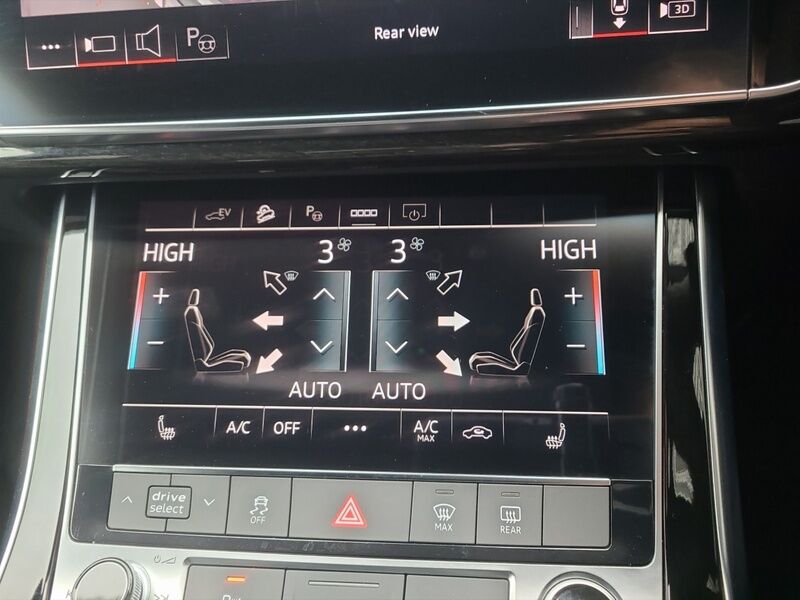 Rear view
P
3D
EV
P
HIGH 3 3 HIGH
+ +
- -
AUTO AUTO
A/C OFF ... A/C MAX
drive select
OFF
MAX
REAR